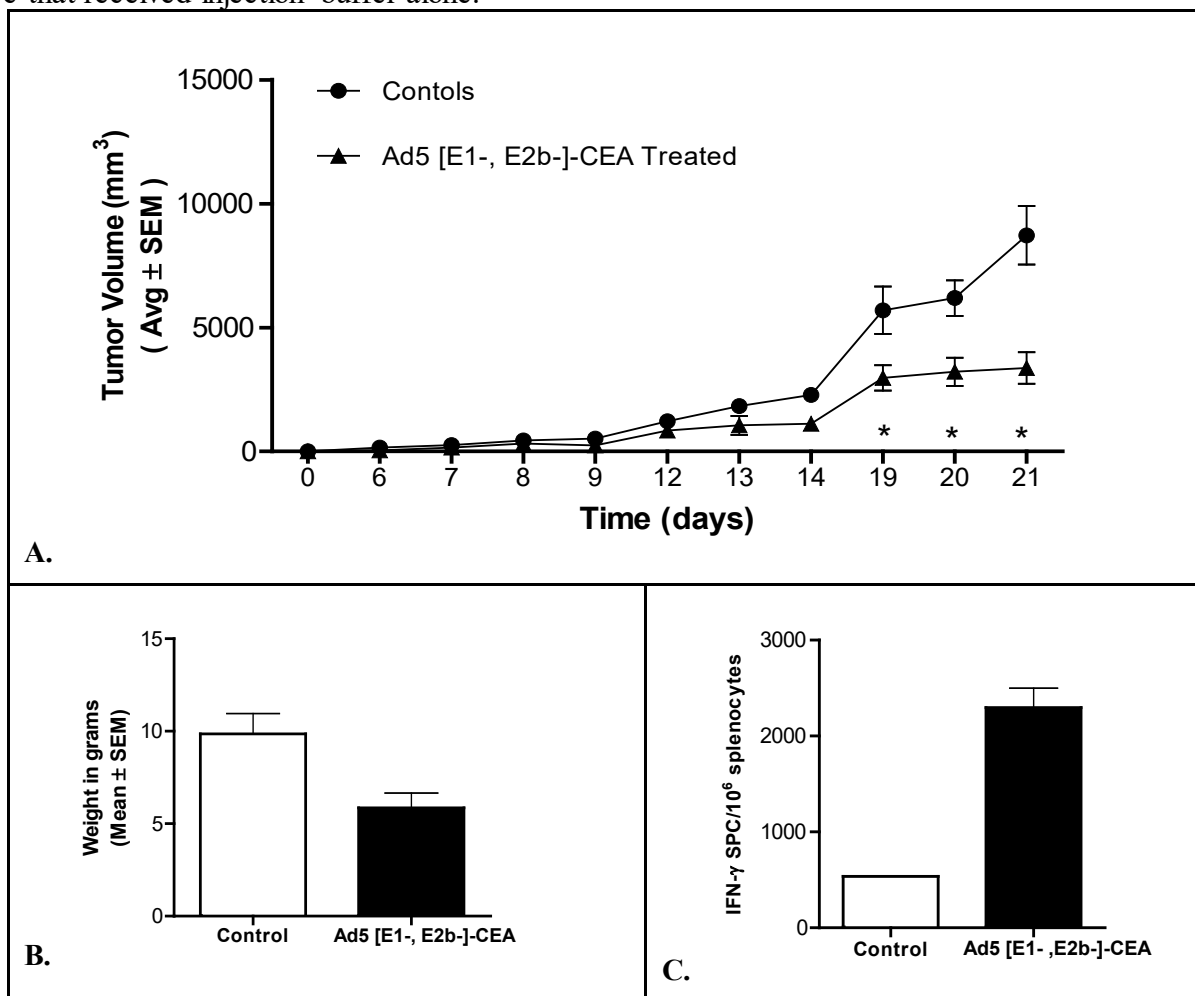 that received injection buffer alone.
15000
Contols
Ad5 [E1-, E2b-]-CEA Treated
10000
5000
0
Tumor Volume (mm³)
( Avg ± SEM )
* * *
0 6 7 8 9 12 13 14 19 20 21
Time (days)
A.
15
10
5
0
Weight in grams
(Mean ± SEM)
Control Ad5 [E1-, E2b-]-CEA
B.
3000
2000
1000
0
IFN-γ SPC/10⁶ splenocytes
Control Ad5 [E1- ,E2b-]-CEA
C.